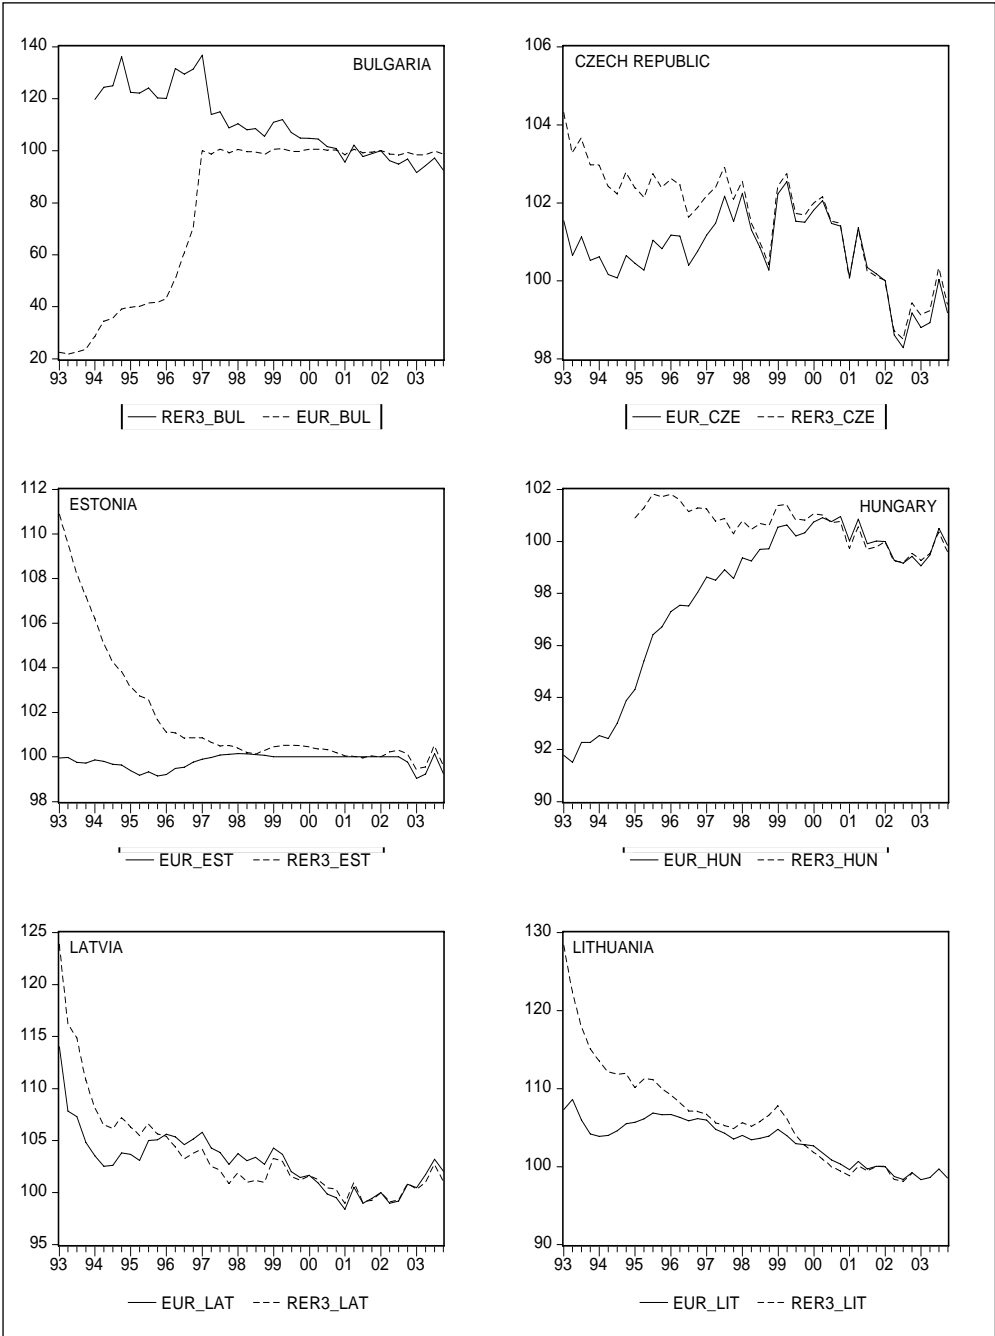 140
BULGARIA
120
100
80
60
40
20
93 94 95 96 97 98 99 00 01 02 03
RER3_BUL EUR_BUL
106
CZECH REPUBLIC
104
102
100
98
93 94 95 96 97 98 99 00 01 02 03
EUR_CZE RER3_CZE
112
ESTONIA
110
108
106
104
102
100
98
93 94 95 96 97 98 99 00 01 02 03
EUR_EST RER3_EST
102
HUNGARY
100
98
96
94
92
90
93 94 95 96 97 98 99 00 01 02 03
EUR_HUN RER3_HUN
125
LATVIA
120
115
110
105
100
95
93 94 95 96 97 98 99 00 01 02 03
EUR_LAT RER3_LAT
130
LITHUANIA
120
110
100
90
93 94 95 96 97 98 99 00 01 02 03
EUR_LIT RER3_LIT